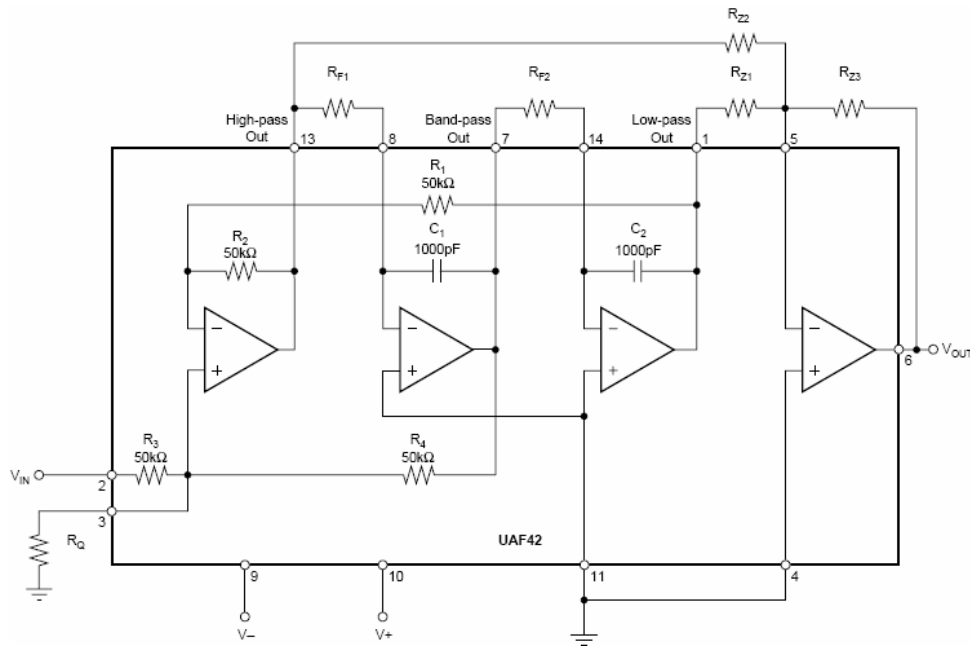 RZ2
RF1
RF2
RZ1
RZ3
High-pass
Out
Band-pass
Out
Low-pass
Out
13
8
7
14
1
5
R1
50kΩ
R2
50kΩ
C1
1000pF
C2
1000pF
−
+
−
+
−
+
−
+
6
VOUT
R3
50kΩ
R4
50kΩ
VIN
2
3
RQ
UAF42
9
10
11
4
V–
V+